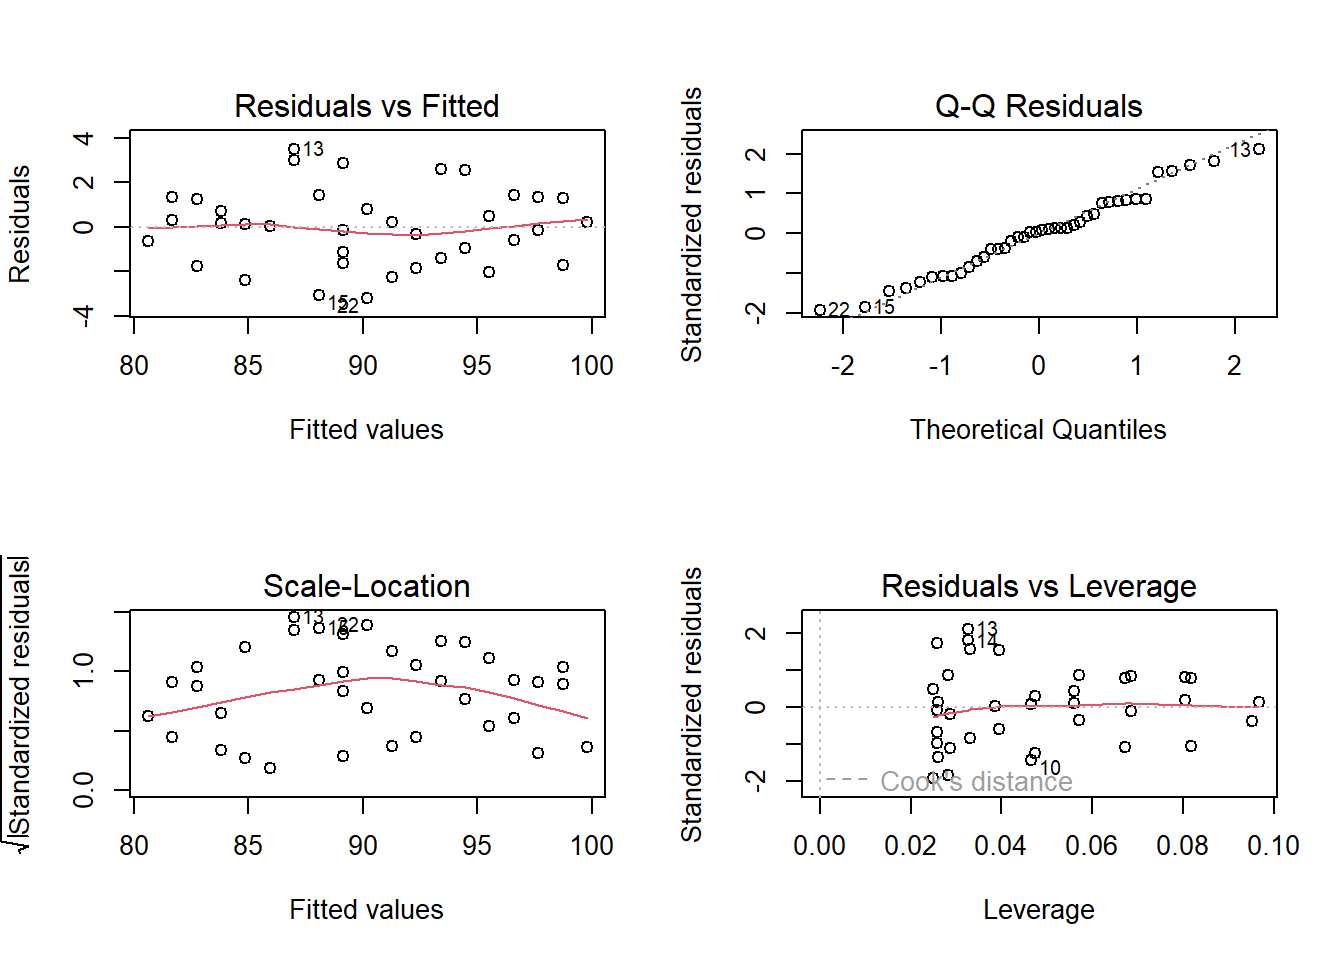 Residuals vs Fitted
Residuals
4
2
0
-4
13
15
22
80 85 90 95 100
Fitted values
Q-Q Residuals
Standardized residuals
2
1
0
-2
13
22
15
-2 -1 0 1 2
Theoretical Quantiles
Scale-Location
√|Standardized residuals|
1.0
0.0
13
15
22
80 85 90 95 100
Fitted values
Residuals vs Leverage
Standardized residuals
2
0
-2
13
14
10
Cook's distance
0.00 0.02 0.04 0.06 0.08 0.10
Leverage